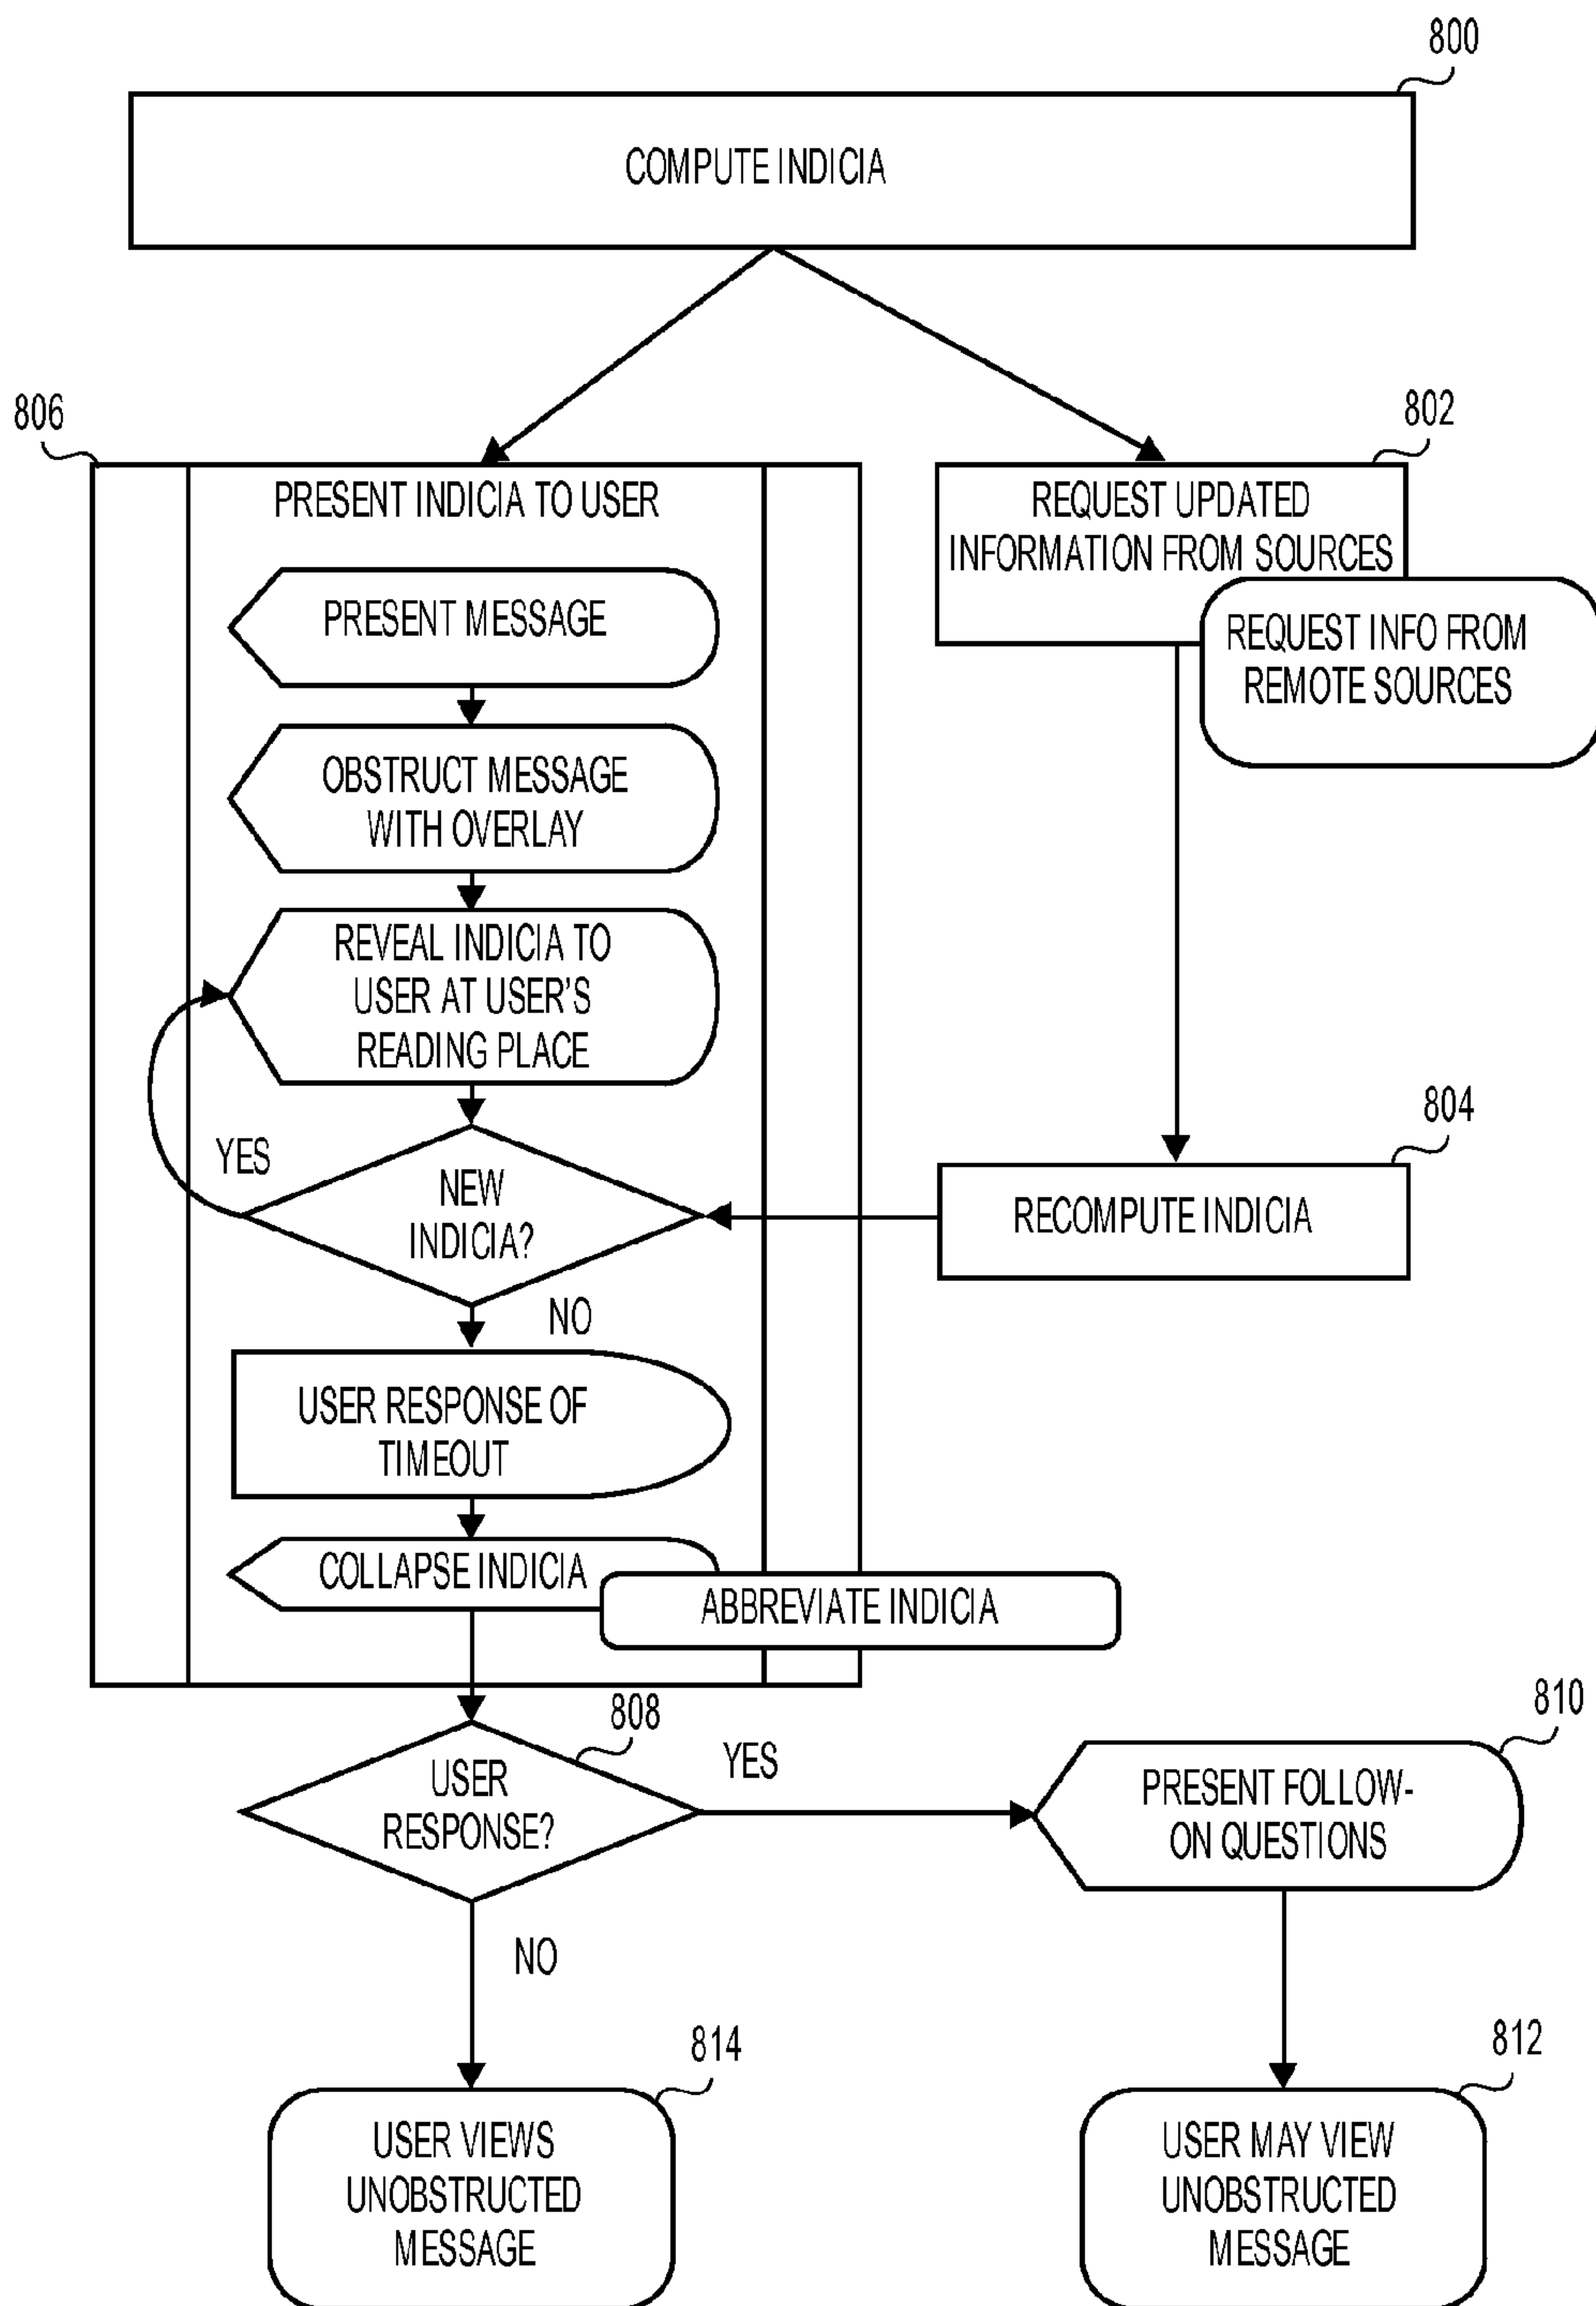 800
COMPUTE INDICIA
806
802
PRESENT INDICIA TO USER
REQUEST UPDATED
INFORMATION FROM SOURCES
PRESENT MESSAGE
REQUEST INFO FROM
REMOTE SOURCES
OBSTRUCT MESSAGE
WITH OVERLAY
REVEAL INDICIA TO
USER AT USER'S
READING PLACE
804
YES
NEW
INDICIA?
RECOMPUTE INDICIA
NO
USER RESPONSE OF
TIMEOUT
COLLAPSE INDICIA
ABBREVIATE INDICIA
808
810
USER
RESPONSE?
YES
PRESENT FOLLOW-
ON QUESTIONS
NO
814
812
USER VIEWS
UNOBSTRUCTED
MESSAGE
USER MAY VIEW
UNOBSTRUCTED
MESSAGE